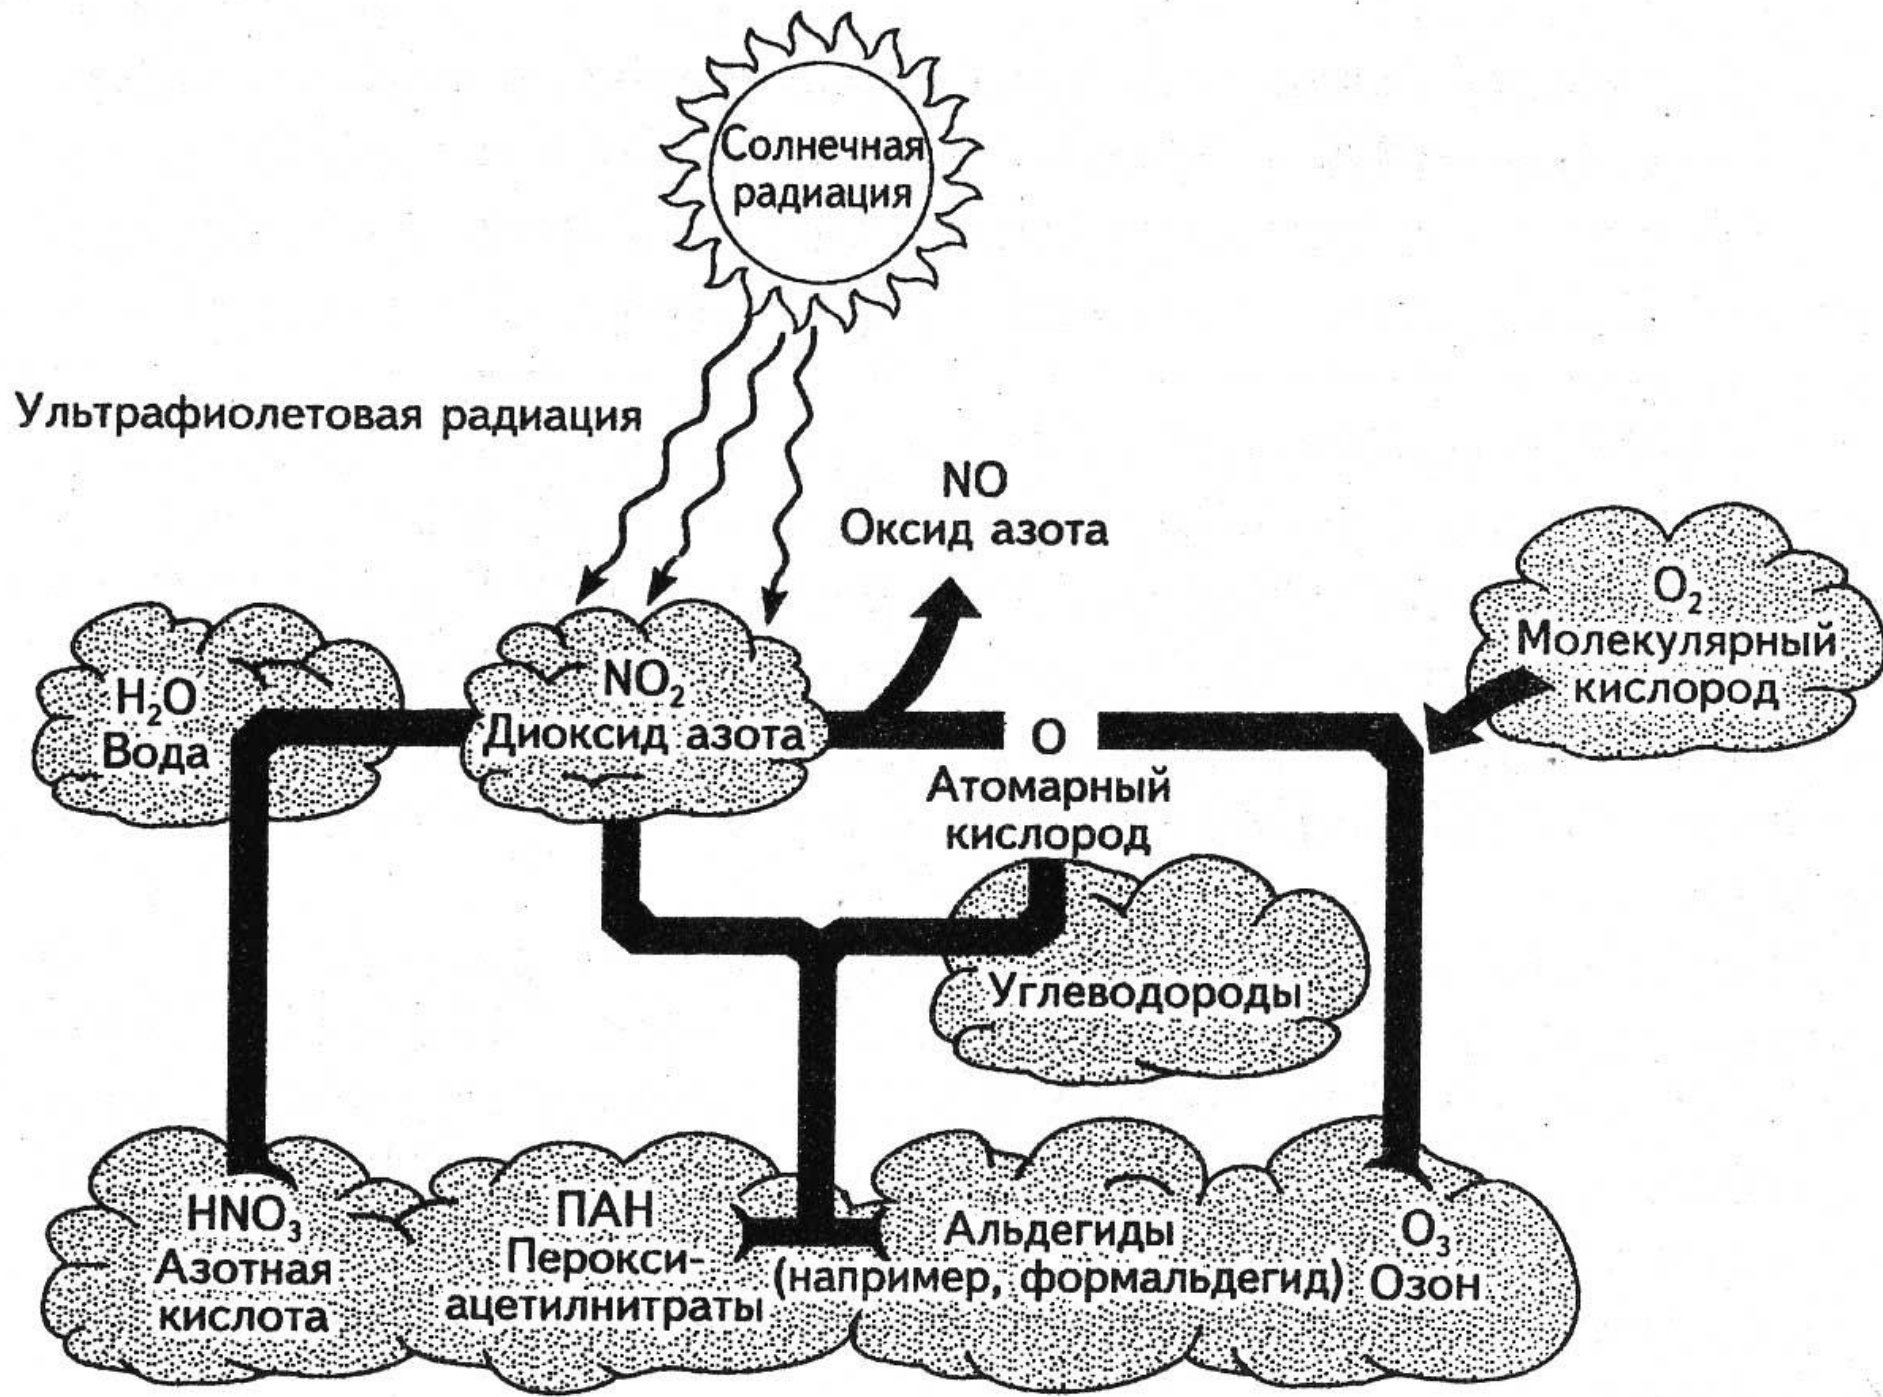 Солнечная
радиация
Ультрафиолетовая радиация
NO
Оксид азота
O₂
Молекулярный
кислород
H₂O
Вода
NO₂
Диоксид азота
O
Атомарный
кислород
Углеводороды
HNO₃
Азотная
кислота
ПАН
Перокси-
ацетилнитраты
Альдегиды
(например, формальдегид)
O₃
Озон